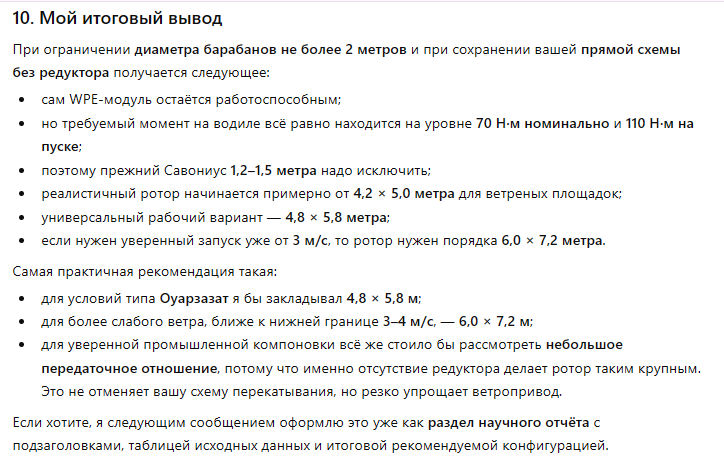 10. Мой итоговый вывод
При ограничении диаметра барабанов не более 2 метров и при сохранении вашей прямой схемы
без редуктора получается следующее:
• сам WPE-модуль остаётся работоспособным;
• но требуемый момент на водиле всё равно находится на уровне 70 Н·м номинально и 110 Н·м на
пуске;
• поэтому прежний Савониус 1,2–1,5 метра надо исключить;
• реалистичный ротор начинается примерно от 4,2 × 5,0 метра для ветреных площадок;
• универсальный рабочий вариант — 4,8 × 5,8 метра;
• если нужен уверенный запуск уже от 3 м/с, то ротор нужен порядка 6,0 × 7,2 метра.
Самая практичная рекомендация такая:
• для условий типа Оуарзазат я бы закладывал 4,8 × 5,8 м;
• для более слабого ветра, ближе к нижней границе 3–4 м/с, — 6,0 × 7,2 м;
• для уверенной промышленной компоновки всё же стоило бы рассмотреть небольшое
передаточное отношение, потому что именно отсутствие редуктора делает ротор таким крупным.
Это не отменяет вашу схему перекатывания, но резко упрощает ветропривод.
Если хотите, я следующим сообщением оформлю это уже как раздел научного отчёта с
подзаголовками, таблицей исходных данных и итоговой рекомендуемой конфигурацией.